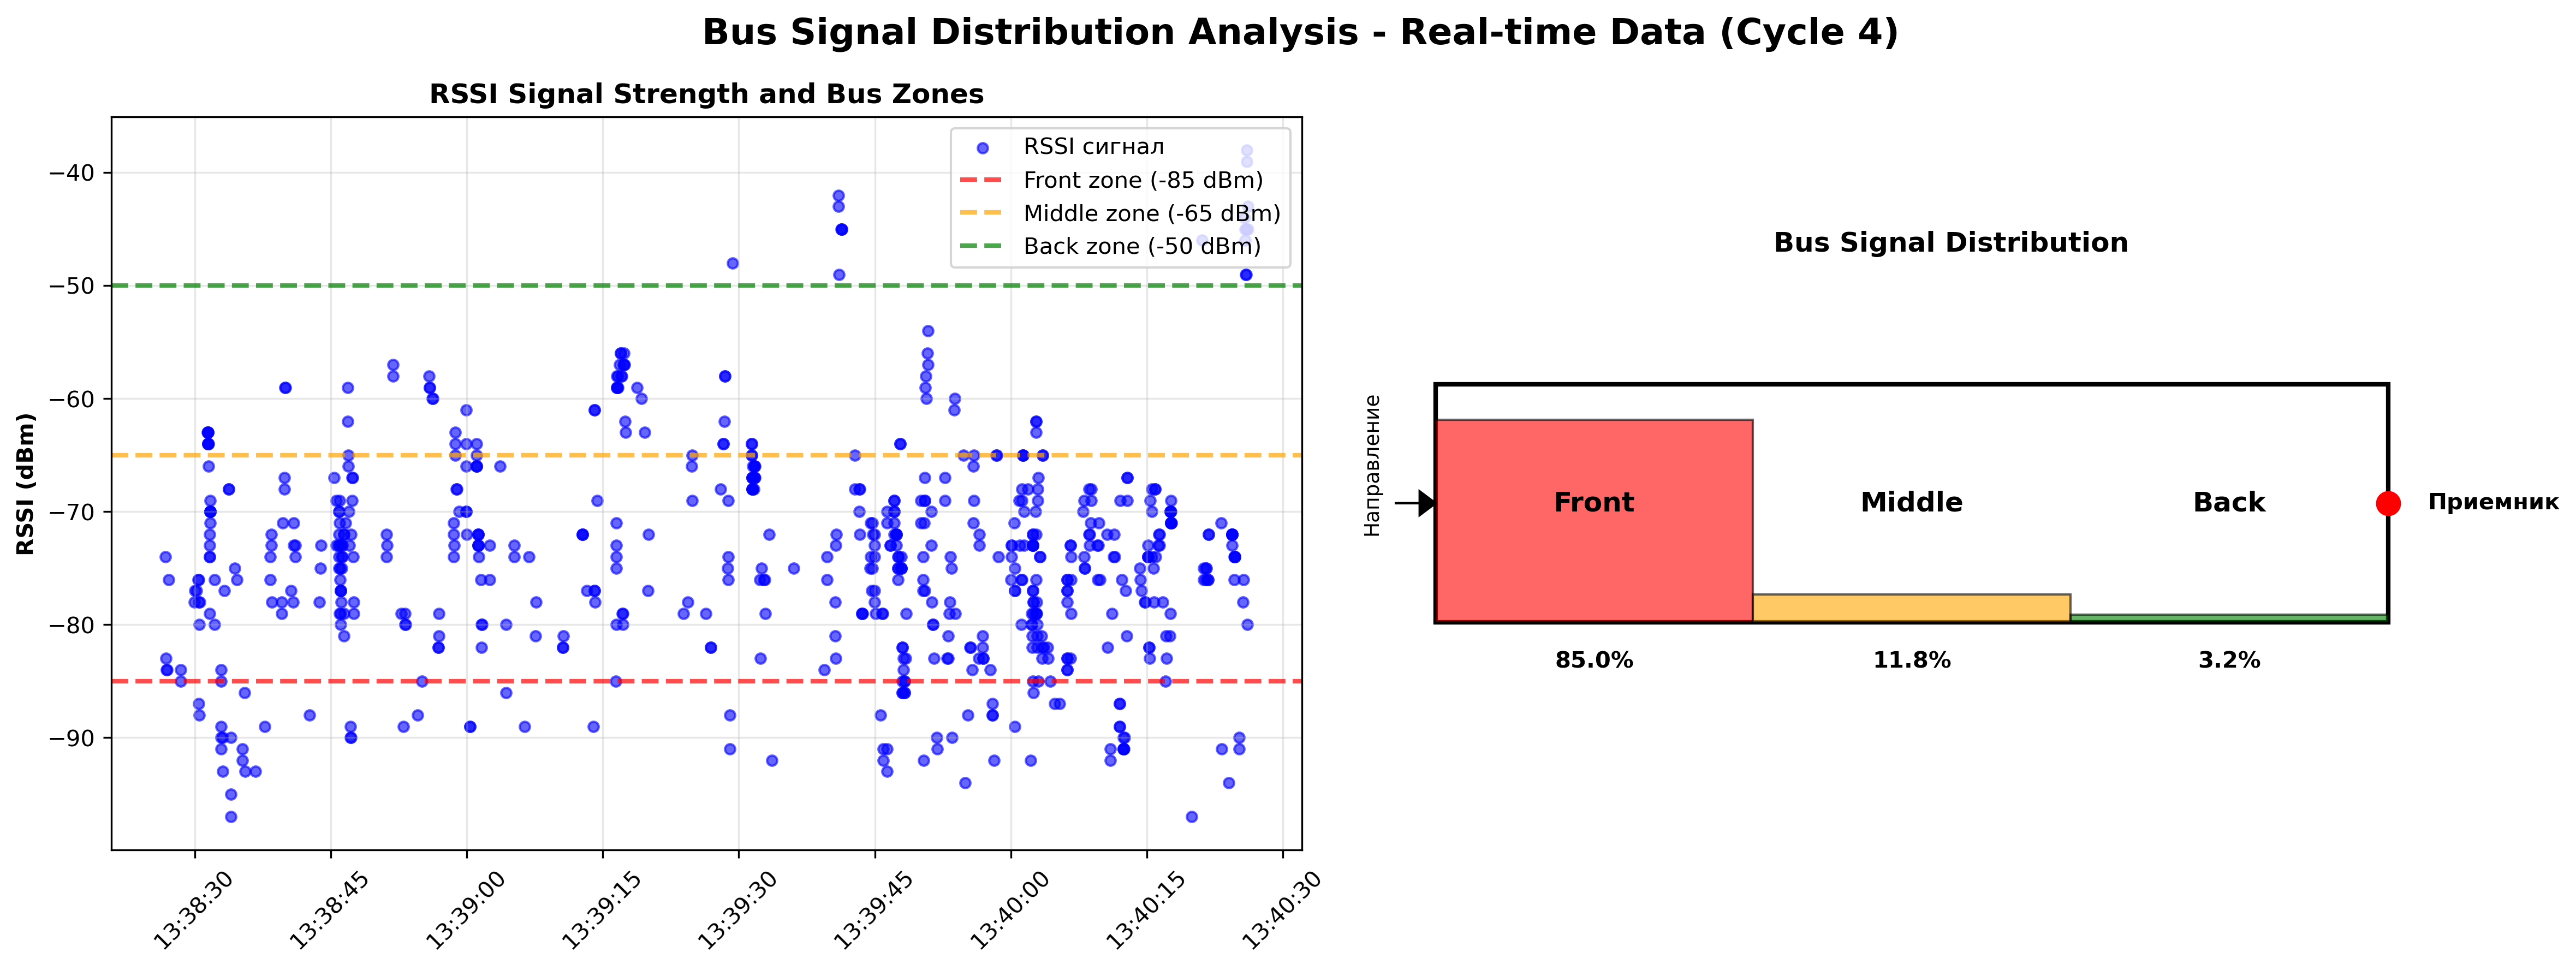 Bus Signal Distribution Analysis - Real-time Data (Cycle 4)
RSSI Signal Strength and Bus Zones
RSSI (dBm)
−40
−50
−60
−70
−80
−90
RSSI сигнал
Front zone (-85 dBm)
Middle zone (-65 dBm)
Back zone (-50 dBm)
13:38:30
13:38:45
13:39:00
13:39:15
13:39:30
13:39:45
13:40:00
13:40:15
13:40:30
Bus Signal Distribution
Направление
Front
Middle
Back
Приемник
85.0%
11.8%
3.2%